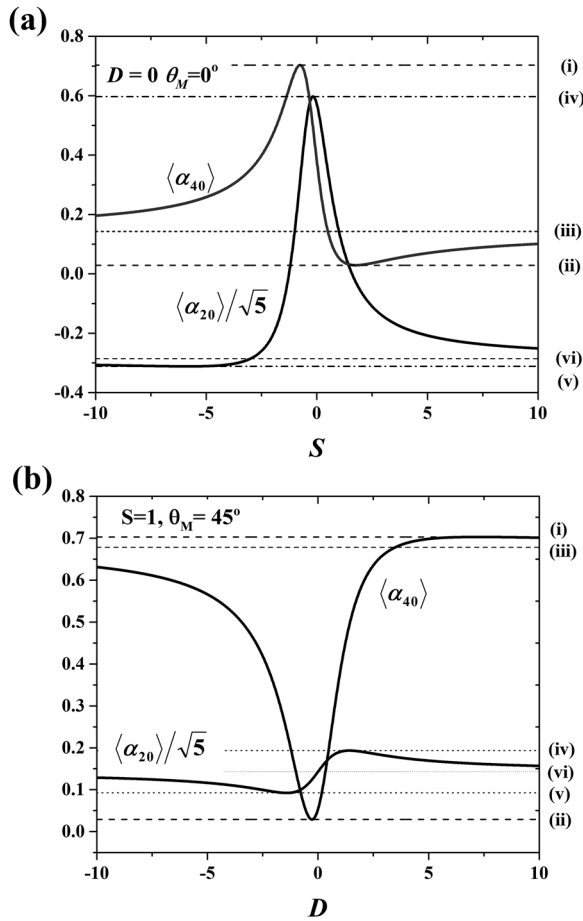 (a)
0.8
(i)
D = 0 θM=0°
(iv)
0.6
⟨α40⟩
0.4
0.2
(iii)
0.0
(ii)
⟨α20⟩/√5
-0.2
(vi)
(v)
-0.4
-10 -5 0 5 10
S
(b)
0.8
S=1, θM= 45°
(i)
0.7
(iii)
0.6
⟨α40⟩
0.5
0.4
0.3
⟨α20⟩/√5
0.2
(iv)
(vi)
0.1
(v)
(ii)
0.0
-10 -5 0 5 10
D